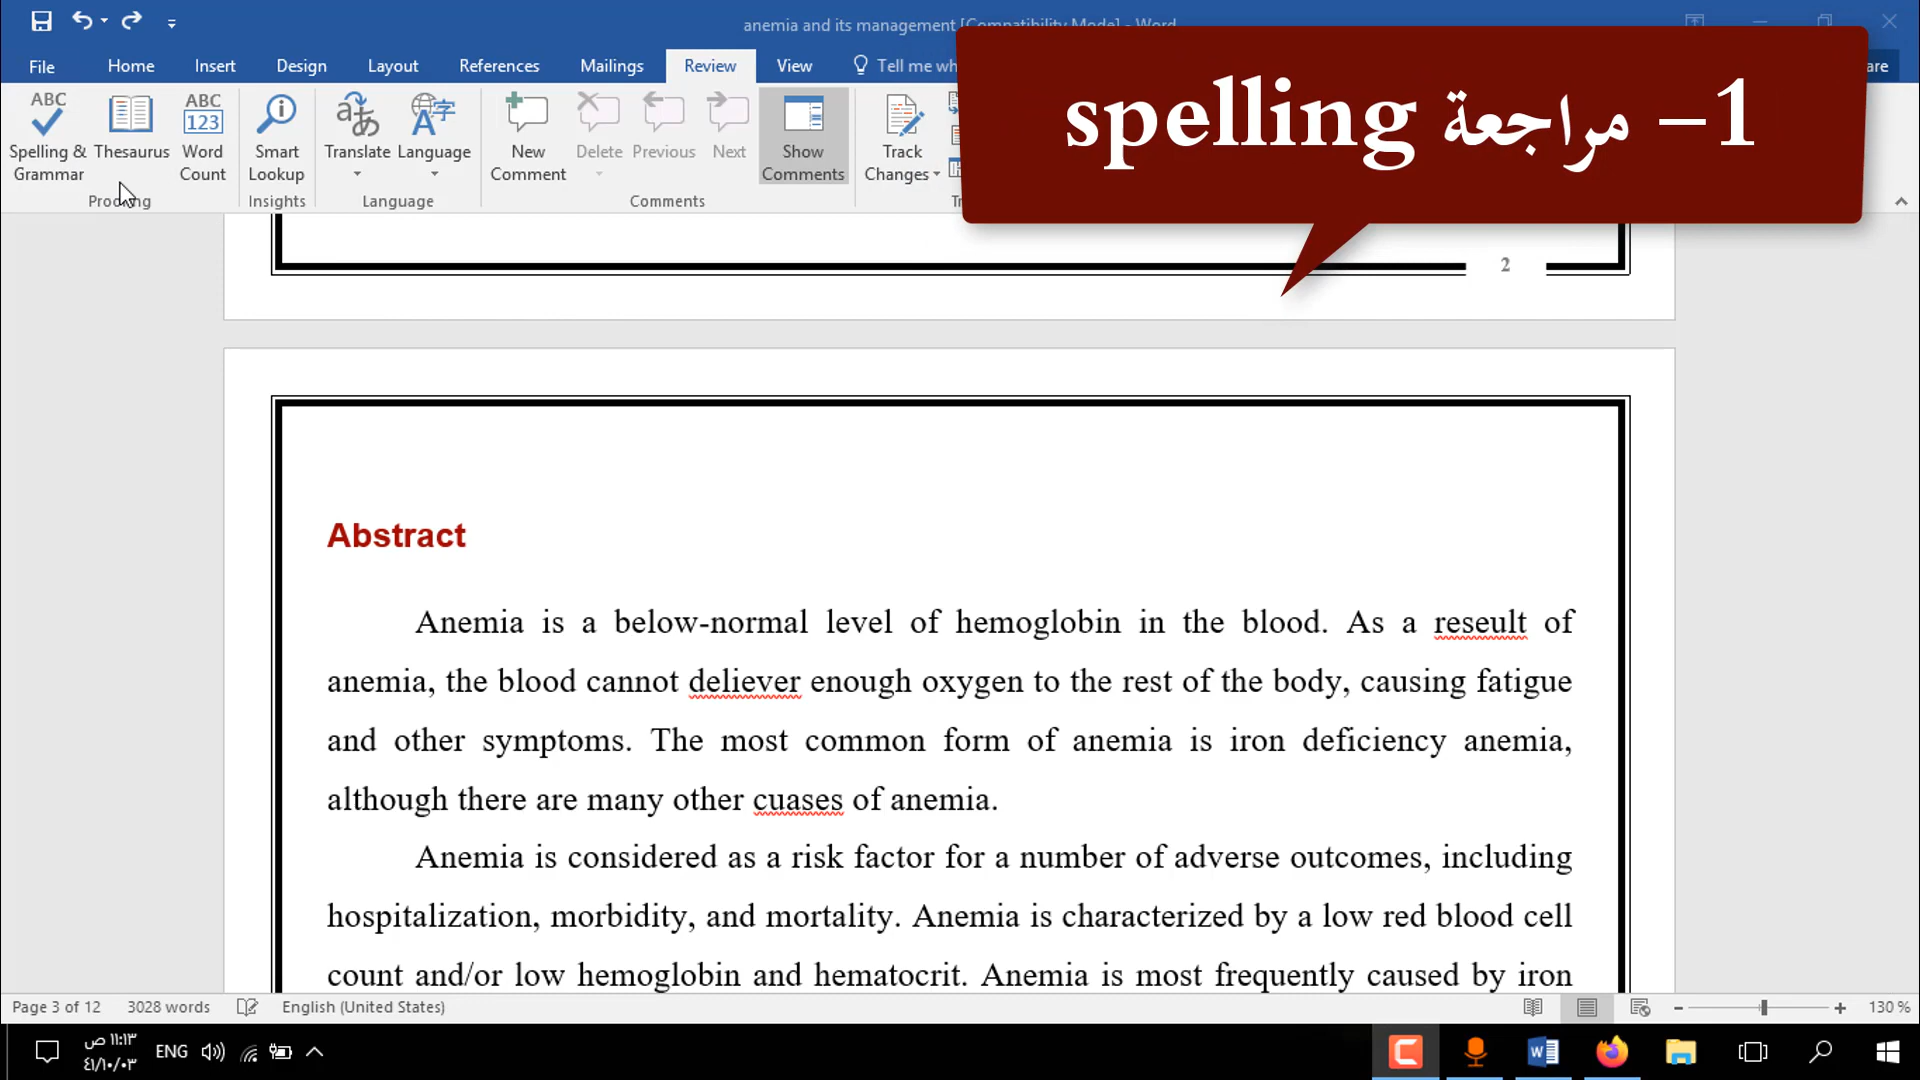 anemia and its management [Compatibility Mode] - Word
File Home Insert Design Layout References Mailings Review View Tell me
1– مراجعة spelling
Spelling & Grammar
Thesaurus
Word Count
Smart Lookup
Translate
Language
New Comment
Delete
Previous
Next
Show Comments
Track Changes
Proofing
Insights
Language
Comments
2
Abstract
Anemia is a below-normal level of hemoglobin in the blood. As a reseult of
anemia, the blood cannot deliever enough oxygen to the rest of the body, causing fatigue
and other symptoms. The most common form of anemia is iron deficiency anemia,
although there are many other cuases of anemia.
Anemia is considered as a risk factor for a number of adverse outcomes, including
hospitalization, morbidity, and mortality. Anemia is characterized by a low red blood cell
count and/or low hemoglobin and hematocrit. Anemia is most frequently caused by iron
Page 3 of 12 3028 words English (United States) 130 %
١١:١٣ ص
ENG
٤١/١٠/٠٣